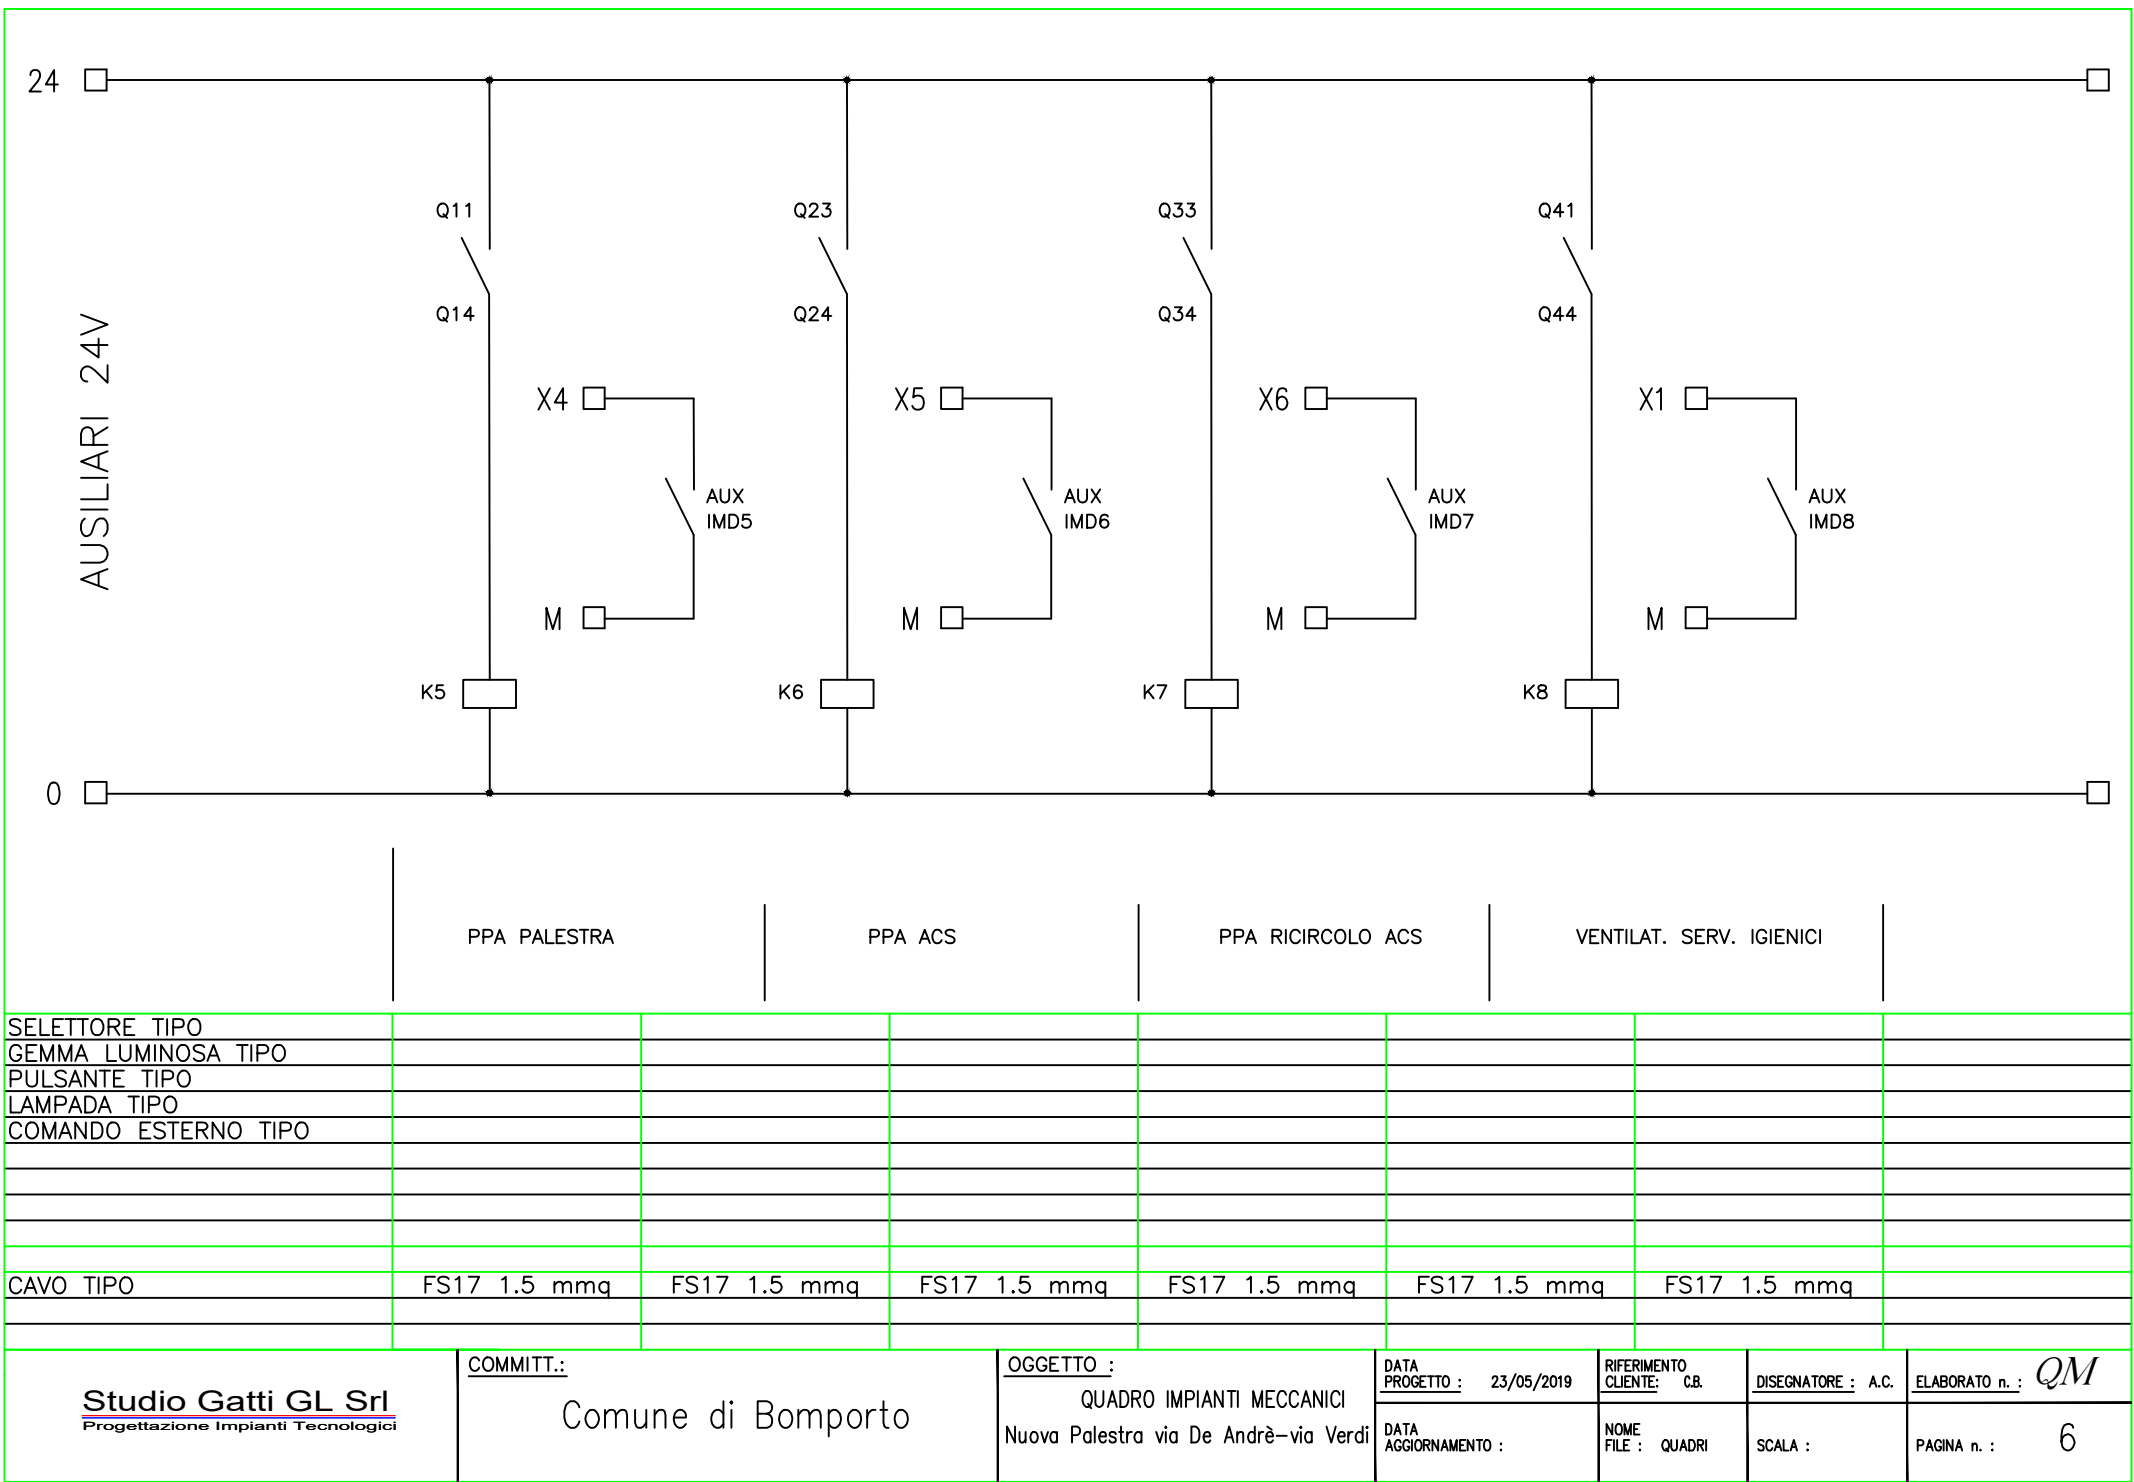 24
Q11 Q23 Q33 Q41
Q14 Q24 Q34 Q44
AUSILIARI 24V
X4 X5 X6 X1
AUX AUX AUX AUX
IMD5 IMD6 IMD7 IMD8
M M M M
K5 K6 K7 K8
0
PPA PALESTRA PPA ACS PPA RICIRCOLO ACS VENTILAT. SERV. IGIENICI
SELETTORE TIPO
GEMMA LUMINOSA TIPO
PULSANTE TIPO
LAMPADA TIPO
COMANDO ESTERNO TIPO
CAVO TIPO FS17 1.5 mmq FS17 1.5 mmq FS17 1.5 mmq FS17 1.5 mmq FS17 1.5 mmq FS17 1.5 mmq
Studio Gatti GL Srl
Progettazione Impianti Tecnologici
COMMITT.:
Comune di Bomporto
OGGETTO :
QUADRO IMPIANTI MECCANICI
Nuova Palestra via De Andrè-via Verdi
DATA
PROGETTO : 23/05/2019
RIFERIMENTO
CLIENTE: C.B.
DISEGNATORE : A.C.
ELABORATO n. : QM
DATA
AGGIORNAMENTO :
NOME
FILE : QUADRI
SCALA :
PAGINA n. : 6